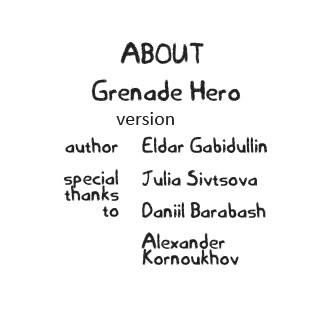 ABOUT
Grenade Hero
version
author Eldar Gabidullin
special thanks to Julia Sivtsova
Daniil Barabash
Alexander
Kornoukhov